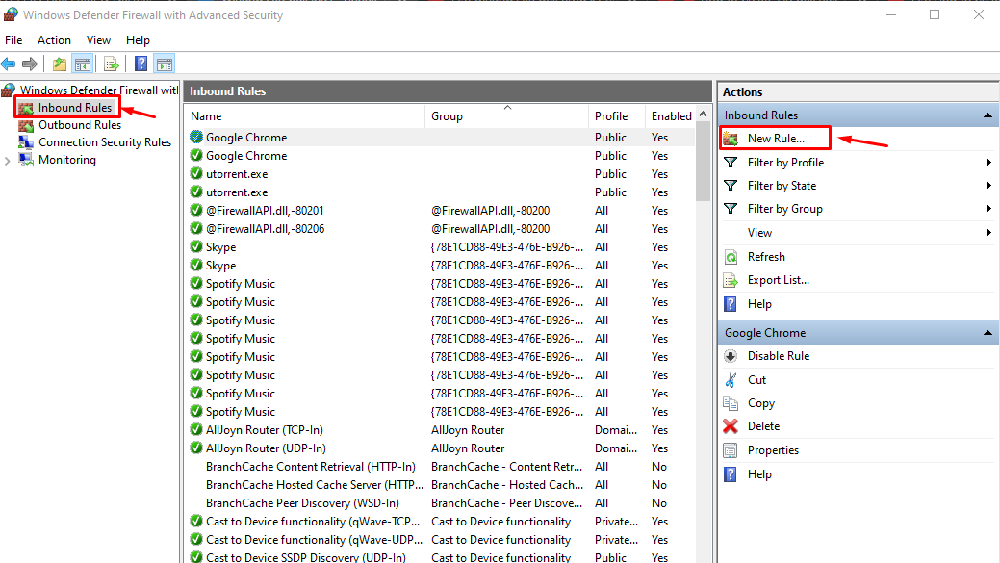 Windows Defender Firewall with Advanced Security
File Action View Help
Windows Defender Firewall with
Inbound Rules
Outbound Rules
Connection Security Rules
Monitoring
Inbound Rules
Name Group Profile Enabled
Google Chrome Public Yes
Google Chrome Public Yes
utorrent.exe Public Yes
utorrent.exe Public Yes
@FirewallAPI.dll,-80201 @FirewallAPI.dll,-80200 All Yes
@FirewallAPI.dll,-80206 @FirewallAPI.dll,-80200 All Yes
Skype {78E1CD88-49E3-476E-B926-... All Yes
Skype {78E1CD88-49E3-476E-B926-... All Yes
Spotify Music {78E1CD88-49E3-476E-B926-... All Yes
Spotify Music {78E1CD88-49E3-476E-B926-... All Yes
Spotify Music {78E1CD88-49E3-476E-B926-... All Yes
Spotify Music {78E1CD88-49E3-476E-B926-... All Yes
Spotify Music {78E1CD88-49E3-476E-B926-... All Yes
Spotify Music {78E1CD88-49E3-476E-B926-... All Yes
Spotify Music {78E1CD88-49E3-476E-B926-... All Yes
Spotify Music {78E1CD88-49E3-476E-B926-... All Yes
AllJoyn Router (TCP-In) AllJoyn Router Domai... Yes
AllJoyn Router (UDP-In) AllJoyn Router Domai... Yes
BranchCache Content Retrieval (HTTP-In) BranchCache - Content Retr... All No
BranchCache Hosted Cache Server (HTTP... BranchCache - Hosted Cach... All No
BranchCache Peer Discovery (WSD-In) BranchCache - Peer Discove... All No
Cast to Device functionality (qWave-TCP... Cast to Device functionality Private... Yes
Cast to Device functionality (qWave-UDP... Cast to Device functionality Private... Yes
Cast to Device SSDP Discovery (UDP-In) Cast to Device functionality Public Yes
Actions
Inbound Rules
New Rule...
Filter by Profile
Filter by State
Filter by Group
View
Refresh
Export List...
Help
Google Chrome
Disable Rule
Cut
Copy
Delete
Properties
Help